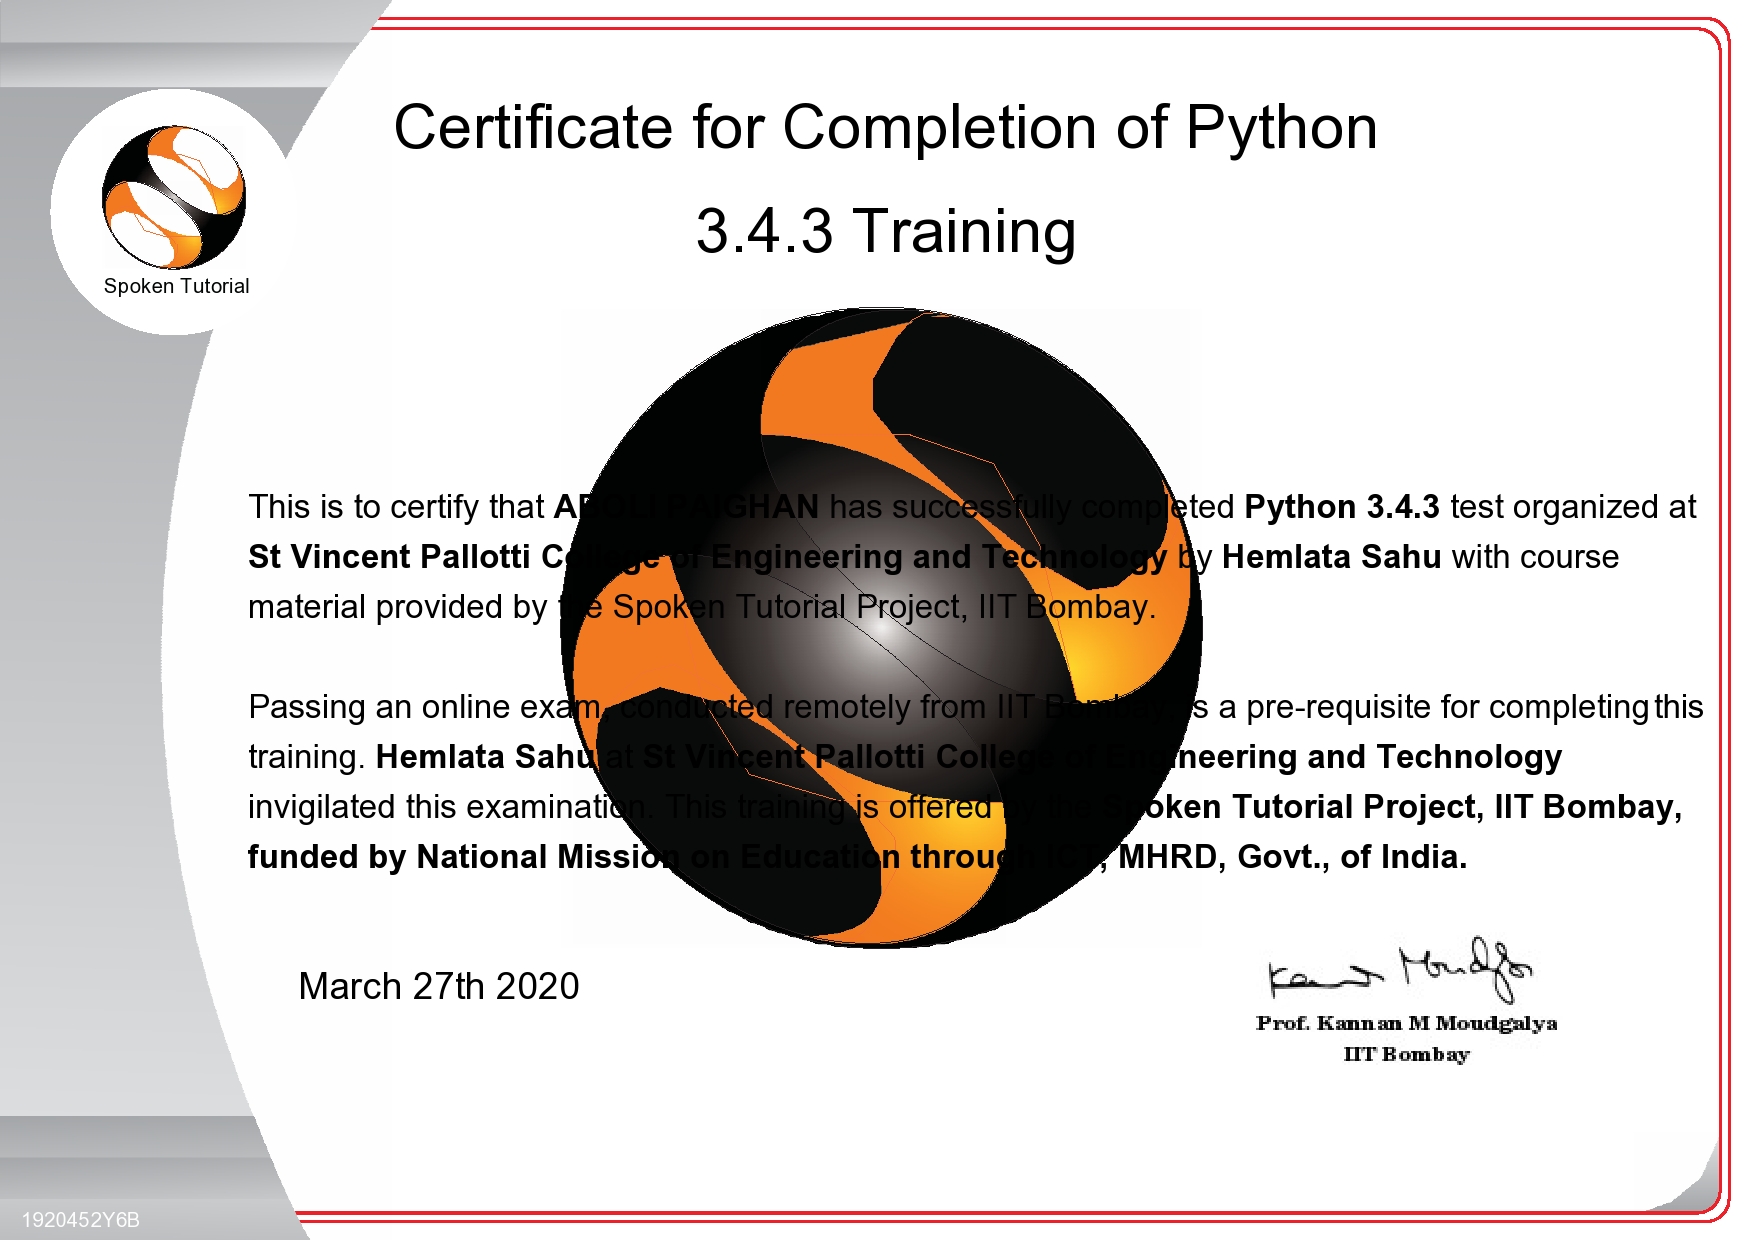 Certificate for Completion of Python
3.4.3 Training
Spoken Tutorial
This is to certify that ABOLI PAIGHAN has successfully completed Python 3.4.3 test organized at
St Vincent Pallotti College of Engineering and Technology by Hemlata Sahu with course
material provided by the Spoken Tutorial Project, IIT Bombay.
Passing an online exam, conducted remotely from IIT Bombay, is a pre-requisite for completing this
training. Hemlata Sahu at St Vincent Pallotti College of Engineering and Technology
invigilated this examination. This training is offered by the Spoken Tutorial Project, IIT Bombay,
funded by National Mission on Education through ICT, MHRD, Govt., of India.
March 27th 2020
Prof. Kannan M Moudgalya
IIT Bombay
1920452Y6B